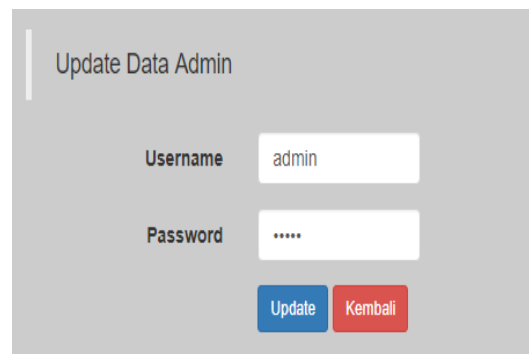 Update Data Admin
Username admin
Password •••••
Update Kembali